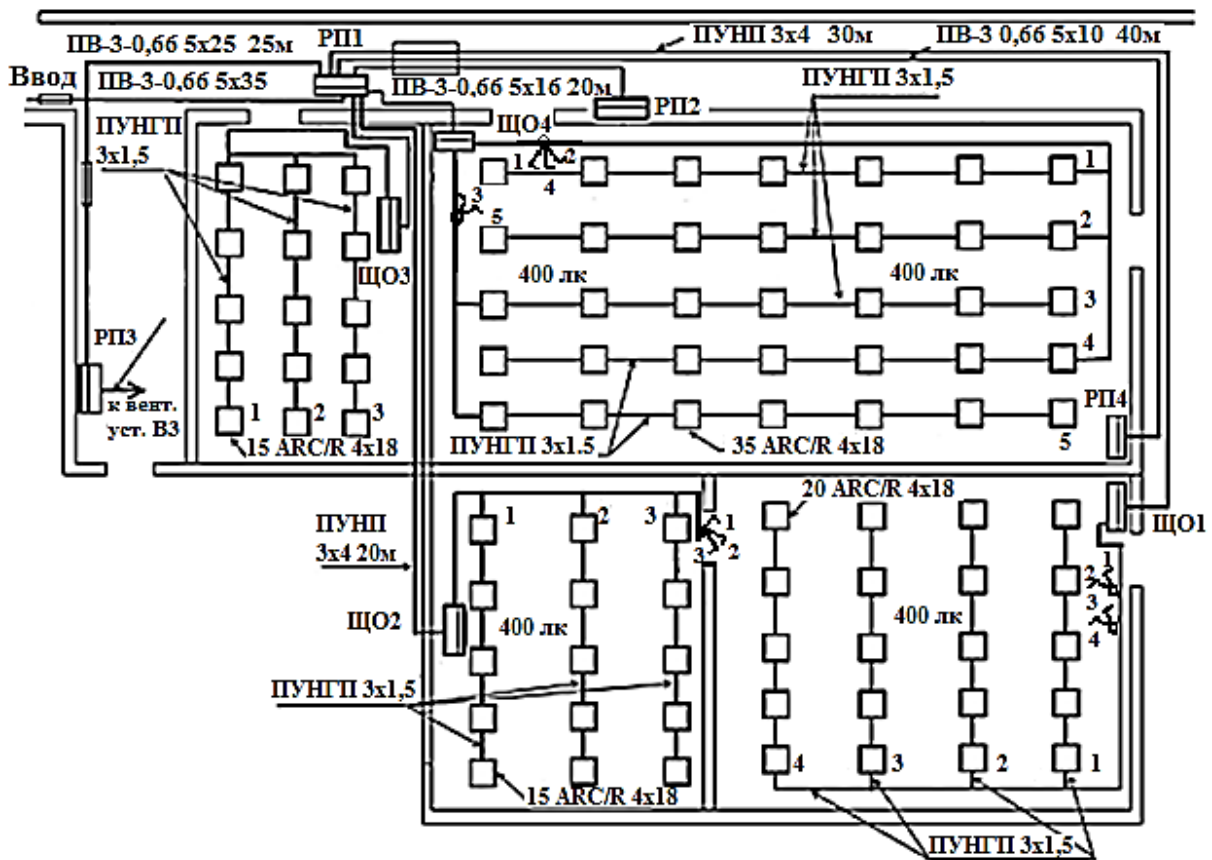 ПВ-3-0,66 5х25 25м
РП1
ПУНП 3х4 30м
ПВ-3 0,66 5х10 40м
Ввод
ПВ-3-0,66 5х35
ПВ-3-0,66 5х16 20м
ПУНГП 3х1,5
РП2
ПУНГП
3х1,5
ЩО4
1
2
4
1
3
5
2
ЩО3
400 лк
400 лк
3
РП3
4
к вент.
уст. В3
РП4
1
2
3
15 ARC/R 4х18
ПУНГП 3х1.5
35 ARC/R 4х18
5
20 ARC/R 4х18
1
2
3
1
2
3
ЩО1
ПУНП
3х4 20м
1
2
3
4
ЩО2
400 лк
400 лк
ПУНГП 3х1,5
4
3
2
1
15 ARC/R 4х18
ПУНГП 3х1,5